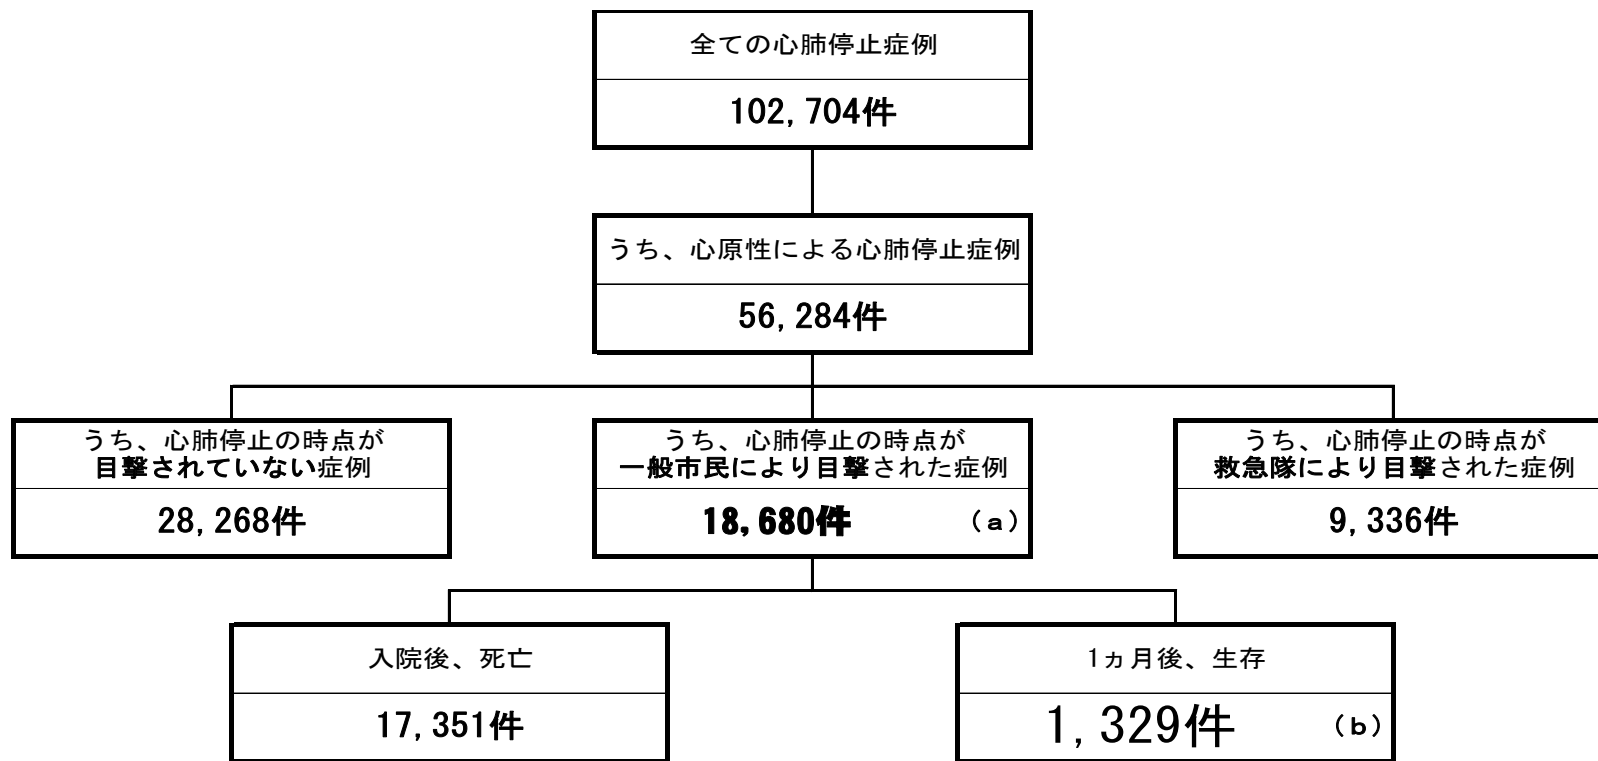 全ての心肺停止症例
102,704件
うち、心原性による心肺停止症例
56,284件
うち、心肺停止の時点が
目撃されていない症例
28,268件
うち、心肺停止の時点が
一般市民により目撃された症例
18,680件 (a)
うち、心肺停止の時点が
救急隊により目撃された症例
9,336件
入院後、死亡
17,351件
1ヵ月後、生存
1,329件 (b)